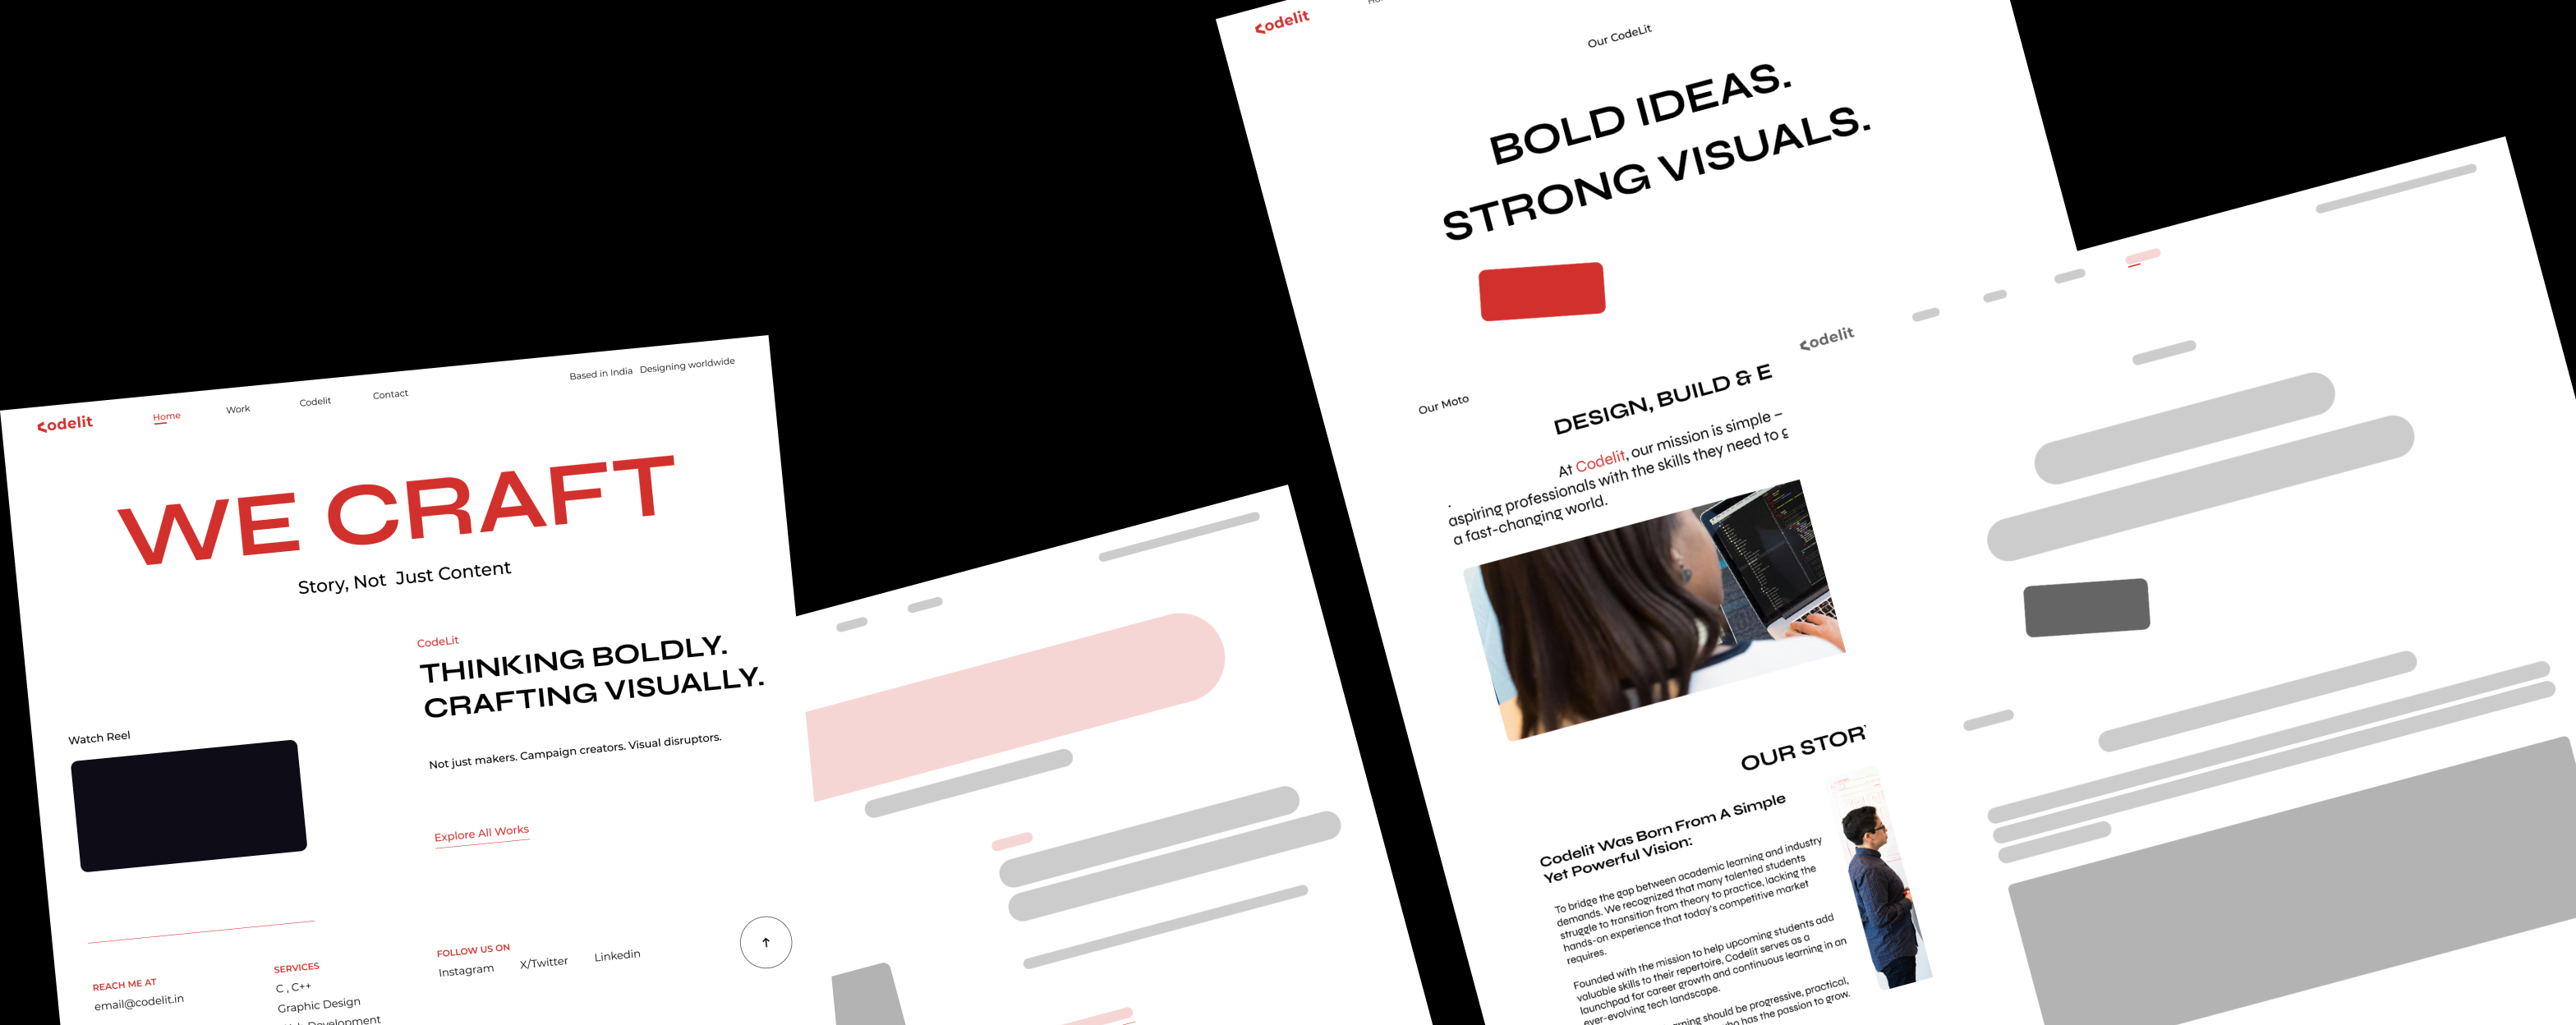 Codelit
Home
Work
Codelit
Contact
Based in India Designing worldwide
WE CRAFT
Story, Not Just Content
CodeLit
THINKING BOLDLY.
CRAFTING VISUALLY.
Watch Reel
Not just makers. Campaign creators. Visual disruptors.
Explore All Works
REACH ME AT
email@codelit.in
SERVICES
C , C++
Graphic Design
Development
FOLLOW US ON
Instagram
X/Twitter
Linkedin
Codelit
Our CodeLit
BOLD IDEAS.
STRONG VISUALS.
Our Moto
DESIGN, BUILD & E
At Codelit, our mission is simple –
aspiring professionals with the skills they need to
a fast-changing world.
OUR STORY
Codelit Was Born From A Simple
Yet Powerful Vision:
To bridge the gap between academic learning and industry
demands. We recognized that many talented students
struggle to transition from theory to practice, lacking the
hands-on experience that today's competitive market
requires.
Founded with the mission to help upcoming students add
valuable skills to their repertoire, Codelit serves as a
launchpad for career growth and continuous learning in an
ever-evolving tech landscape.
should be progressive, practical,
has the passion to grow.
Codelit